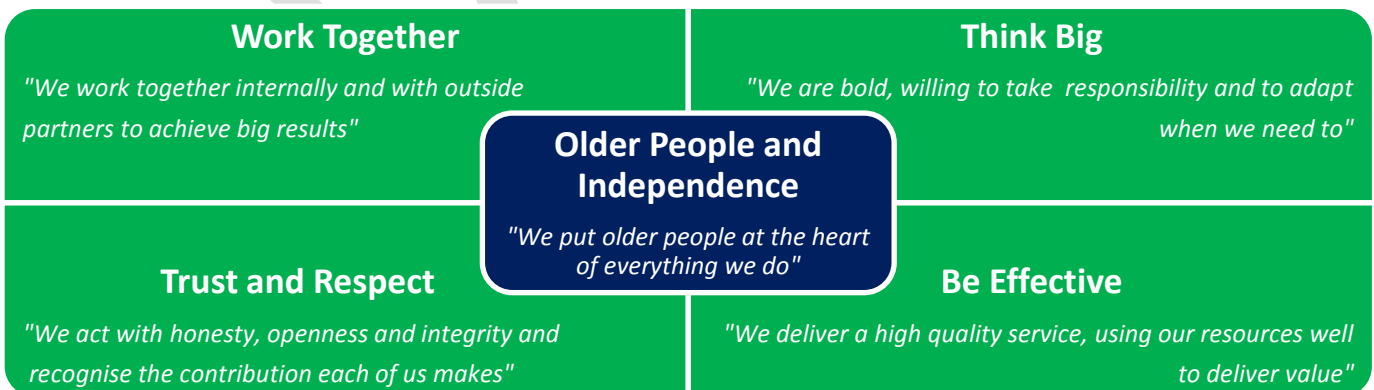 Work Together
"We work together internally and with outside
partners to achieve big results"
Think Big
"We are bold, willing to take  responsibility and to adapt
when we need to"
Older People and
Independence
"We put older people at the heart
of everything we do"
Trust and Respect
"We act with honesty, openness and integrity and
recognise the contribution each of us makes"
Be Effective
"We deliver a high quality service, using our resources well
to deliver value"